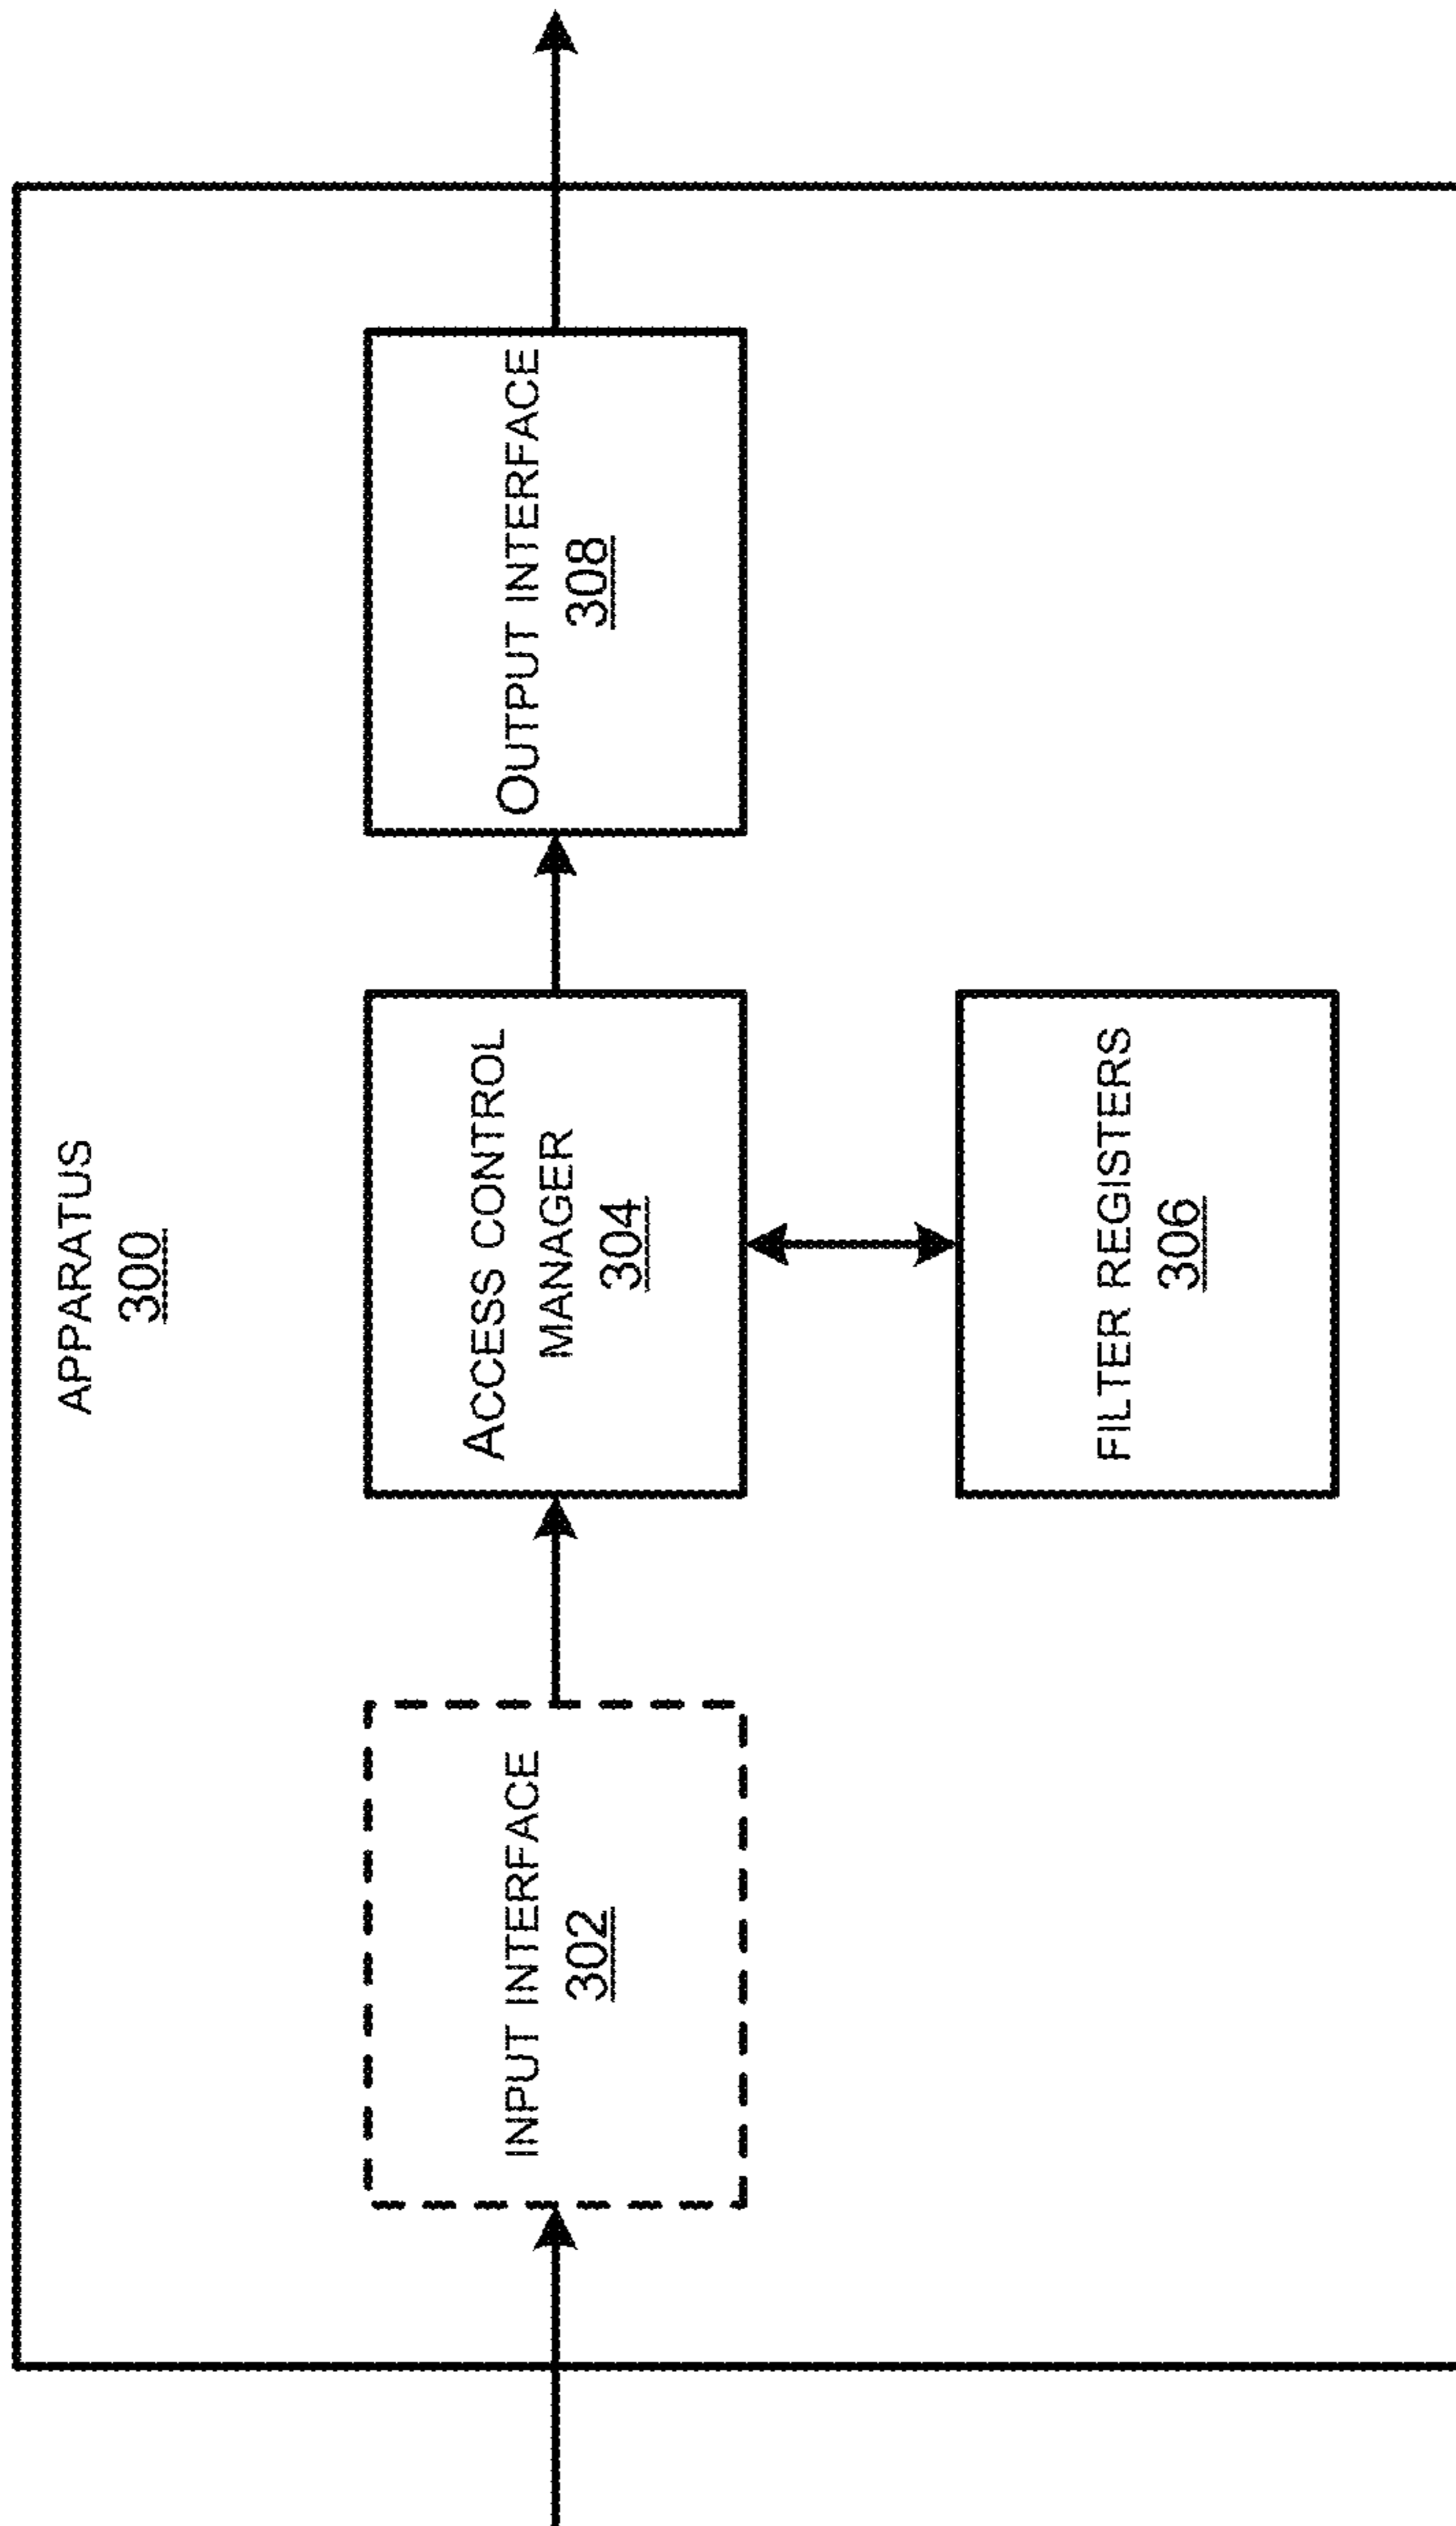 APPARATUS
300
INPUT INTERFACE
302
ACCESS CONTROL
MANAGER
304
OUTPUT INTERFACE
308
FILTER REGISTERS
306